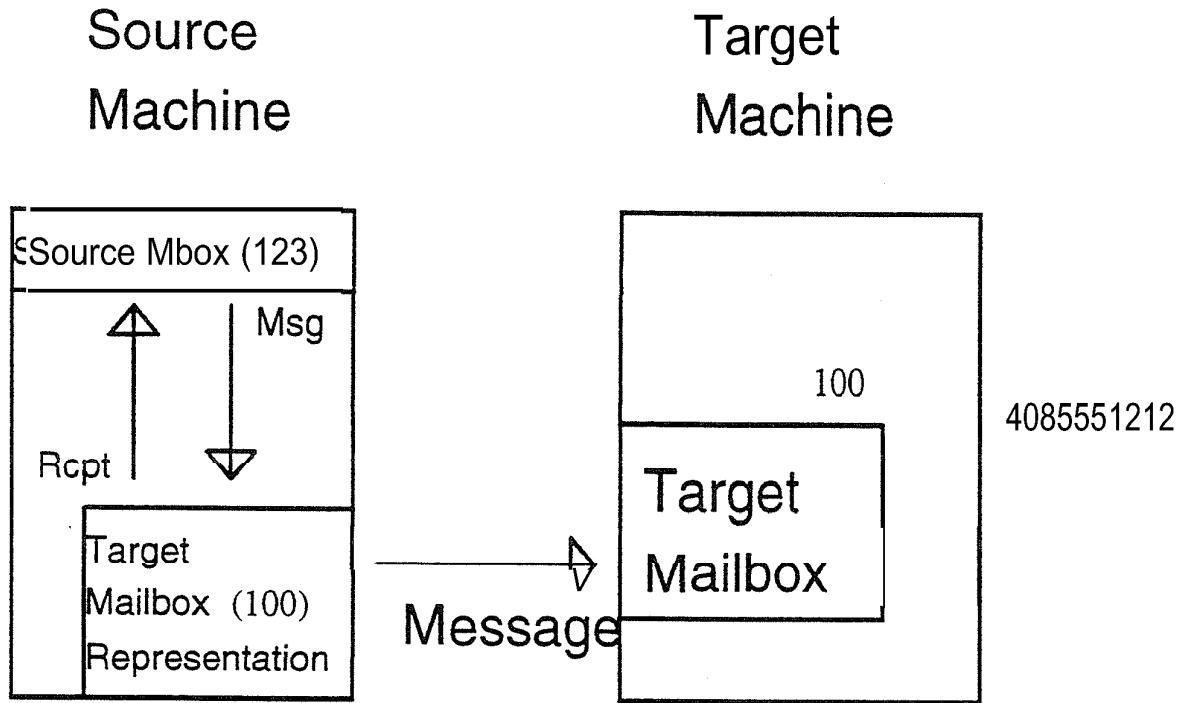 Source
Machine
Target
Machine
Source Mbox (123)
Msg
Rcpt
Target
Mailbox (100)
Representation
Message
100
Target
Mailbox
4085551212